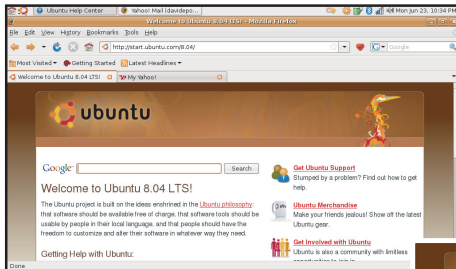 Ubuntu Help Center
Yahoo! Mail (davidepo...
Mon Jun 23, 10:34 PM
Welcome to Ubuntu 8.04 LTS! - Mozilla Firefox
File Edit View History Bookmarks Tools Help
http://start.ubuntu.com/8.04/
Google
Most Visited Getting Started Latest Headlines
Welcome to Ubuntu 8.04 LTS!
My Yahoo!
ubuntu
Google
Search
Welcome to Ubuntu 8.04 LTS!
The Ubuntu project is built on the ideas enshrined in the Ubuntu philosophy:
that software should be available free of charge, that software tools should be
usable by people in their local language, and that people should have the
freedom to customize and alter their software in whatever way they need.
Getting Help with Ubuntu:
Get Ubuntu Support
Stumped by a problem? Find out how to get
help.
Ubuntu Merchandise
Make your friends jealous! Show off the latest
Ubuntu gear.
Get Involved with Ubuntu
Ubuntu is also a community with limitless
Done